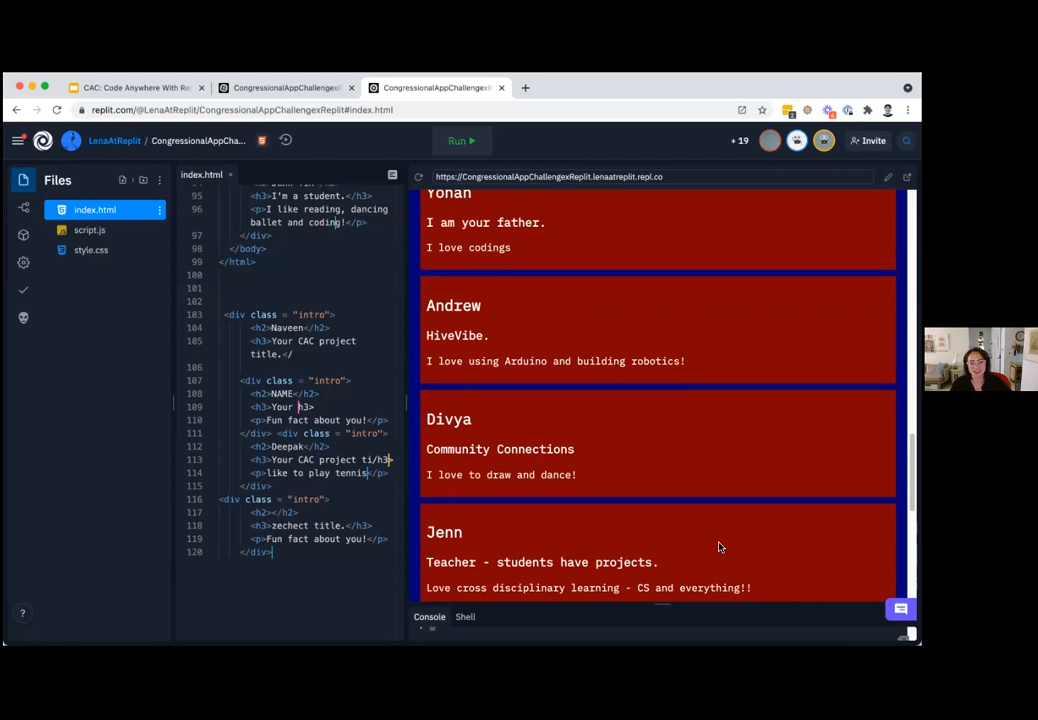 CAC: Code Anywhere With Re
CongressionalAppChallengexR
CongressionalAppChallengexRe
replit.com/@LenaAtReplit/CongressionalAppChallengexReplit#index.html
LenaAtReplit / CongressionalAppCha...
Run
+ 19
Invite
Files
index.html
script.js
style.css
index.html
95 <h3>I'm a student.</h3>
96 <p>I like reading, dancing
ballet and coding!</p>
97 </div>
98 </body>
99 </html>
100
101
102
103 <div class = "intro">
104 <h2>Naveen</h2>
105 <h3>Your CAC project
title.</
106
107 <div class = "intro">
108 <h2>NAME</h2>
109 <h3>Your h3>
110 <p>Fun fact about you!</p>
111 </div> <div class = "intro">
112 <h2>Deepak</h2>
113 <h3>Your CAC project ti/h3>
114 <p>like to play tennis</p>
115 </div>
116 <div class = "intro">
117 <h2></h2>
118 <h3>zechect title.</h3>
119 <p>Fun fact about you!</p>
120 </div>
https://CongressionalAppChallengexReplit.lenaatreplit.repl.co
Yonah
I am your father.
I love codings
Andrew
HiveVibe.
I love using Arduino and building robotics!
Divya
Community Connections
I love to draw and dance!
Jenn
Teacher - students have projects.
Love cross disciplinary learning - CS and everything!!
Console
Shell